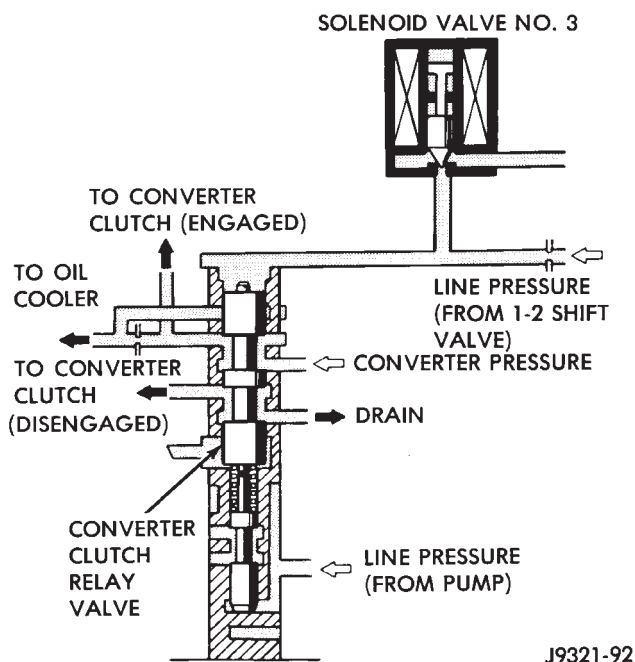 SOLENOID VALVE NO. 3
TO CONVERTER
CLUTCH (ENGAGED)
TO OIL
COOLER
LINE PRESSURE
(FROM 1-2 SHIFT
VALVE)
TO CONVERTER
CLUTCH
(DISENGAGED)
CONVERTER PRESSURE
DRAIN
CONVERTER
CLUTCH
RELAY
VALVE
LINE PRESSURE
(FROM PUMP)
J9321-92